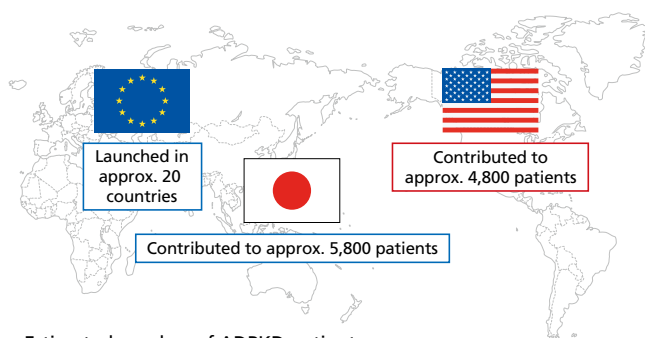 Launched in
approx. 20
countries
Contributed to
approx. 4,800 patients
Contributed to approx. 5,800 patients